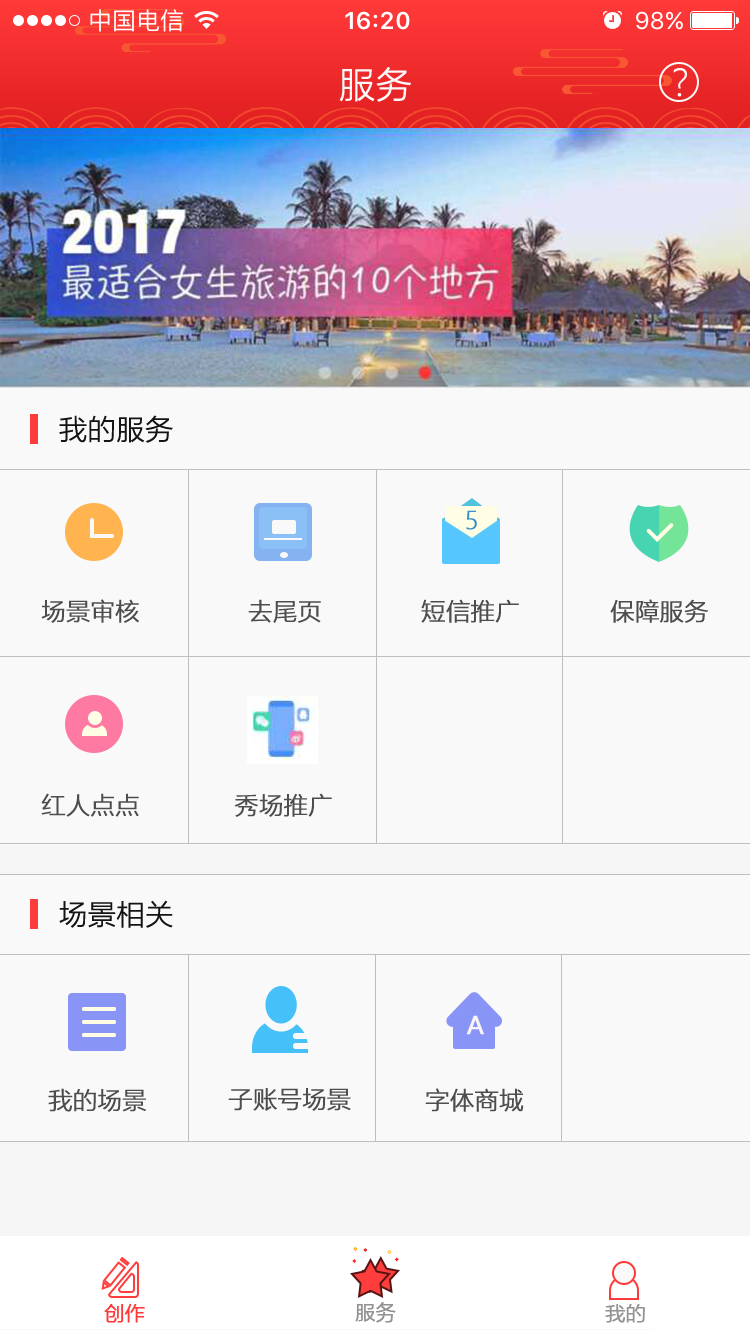 中国电信
16:20
98%
服务
?
2017
最适合女生旅游的10个地方
我的服务
场景审核
去尾页
5
短信推广
保障服务
红人点点
秀场推广
场景相关
我的场景
子账号场景
A
字体商城
创作
服务
我的